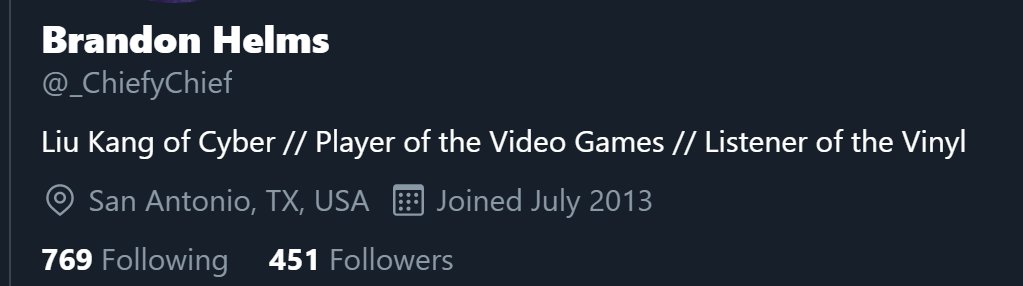 Brandon Helms
@_ChiefyChief
Liu Kang of Cyber // Player of the Video Games // Listener of the Vinyl
San Antonio, TX, USA Joined July 2013
769 Following 451 Followers